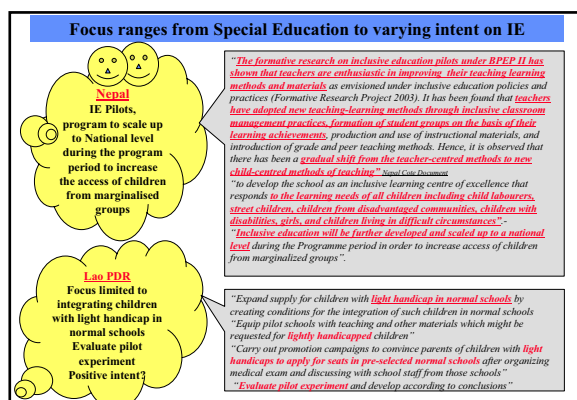 Focus ranges from Special Education to varying intent on IE
Nepal
IE Pilots,
program to scale up
to National level
during the program
period to increase
the access of children
from marginalised
groups
“The formative research on inclusive education pilots under BPEP II has
shown that teachers are enthusiastic in improving their teaching learning
methods and materials as envisioned under inclusive education policies and
practices (Formative Research Project 2003). It has been found that teachers
have adopted new teaching-learning methods through inclusive classroom
management practices, formation of student groups on the basis of their
learning achievements, production and use of instructional materials, and
introduction of grade and peer teaching methods. Hence, it is observed that
there has been a gradual shift from the teacher-centred methods to new
child-centred methods of teaching” Nepal Core Document
“to develop the school as an inclusive learning centre of excellence that
responds to the learning needs of all children including child labourers,
street children, children from disadvantaged communities, children with
disabilities, girls, and children living in difficult circumstances”.-
“Inclusive education will be further developed and scaled up to a national
level during the Programme period in order to increase access of children
from marginalized groups”.
Lao PDR
Focus limited to
integrating children
with light handicap in
normal schools
Evaluate pilot
experiment
Positive intent?
“Expand supply for children with light handicap in normal schools by
creating conditions for the integration of such children in normal schools
“Equip pilot schools with teaching and other materials which might be
requested for lightly handicapped children”
“Carry out promotion campaigns to convince parents of children with light
handicaps to apply for seats in pre-selected normal schools after organizing
medical exam and discussing with school staff from those schools”
“Evaluate pilot experiment and develop according to conclusions”